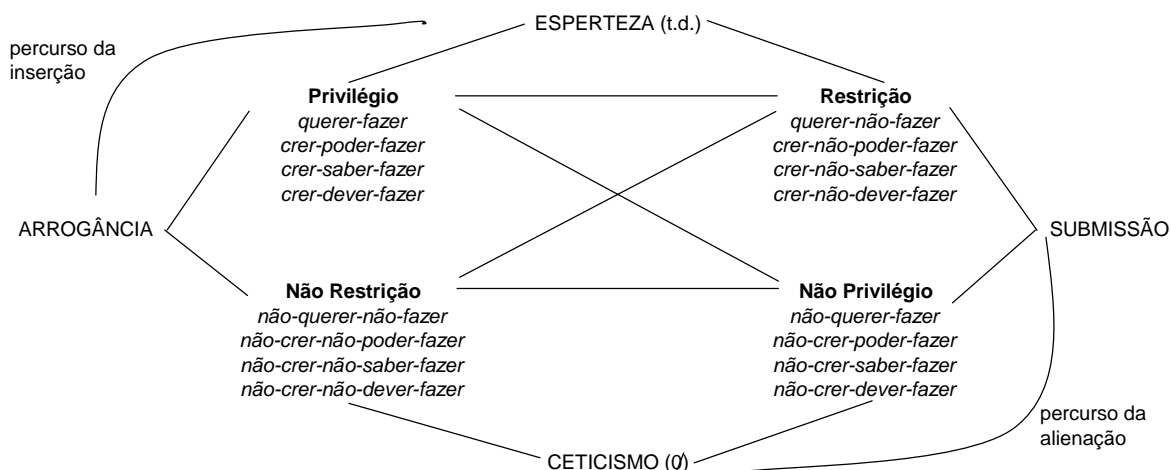 ESPERTEZA (t.d.)
percurso da
inserção
Privilégio
querer-fazer
crer-poder-fazer
crer-saber-fazer
crer-dever-fazer
Restrição
querer-não-fazer
crer-não-poder-fazer
crer-não-saber-fazer
crer-não-dever-fazer
ARROGÂNCIA
SUBMISSÃO
Não Restrição
não-querer-não-fazer
não-crer-não-poder-fazer
não-crer-não-saber-fazer
não-crer-não-dever-fazer
Não Privilégio
não-querer-fazer
não-crer-poder-fazer
não-crer-saber-fazer
não-crer-dever-fazer
percurso da
alienação
CETICISMO (0)